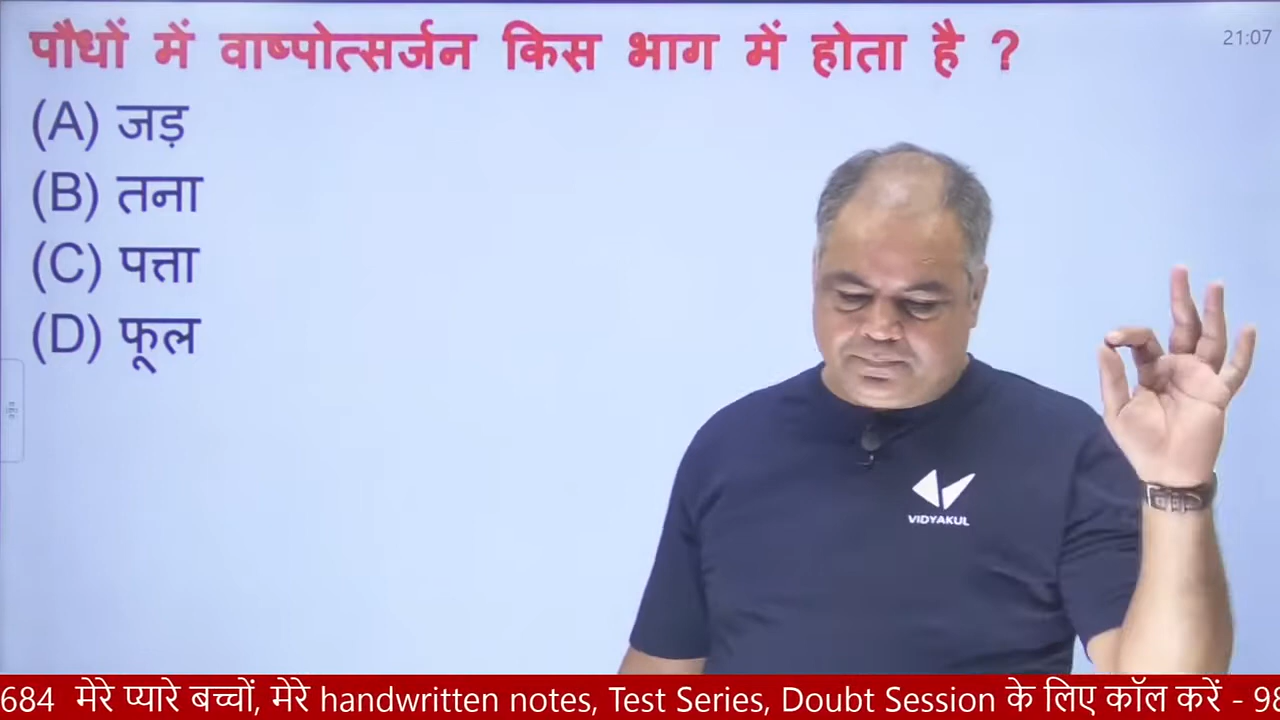 पौधों में वाष्पोत्सर्जन किस भाग में होता है ?
21:07
(A) जड़
(B) तना
(C) पत्ता
(D) फूल
VIDYAKUL
684 मेरे प्यारे बच्चों, मेरे handwritten notes, Test Series, Doubt Session के लिए कॉल करें - 98